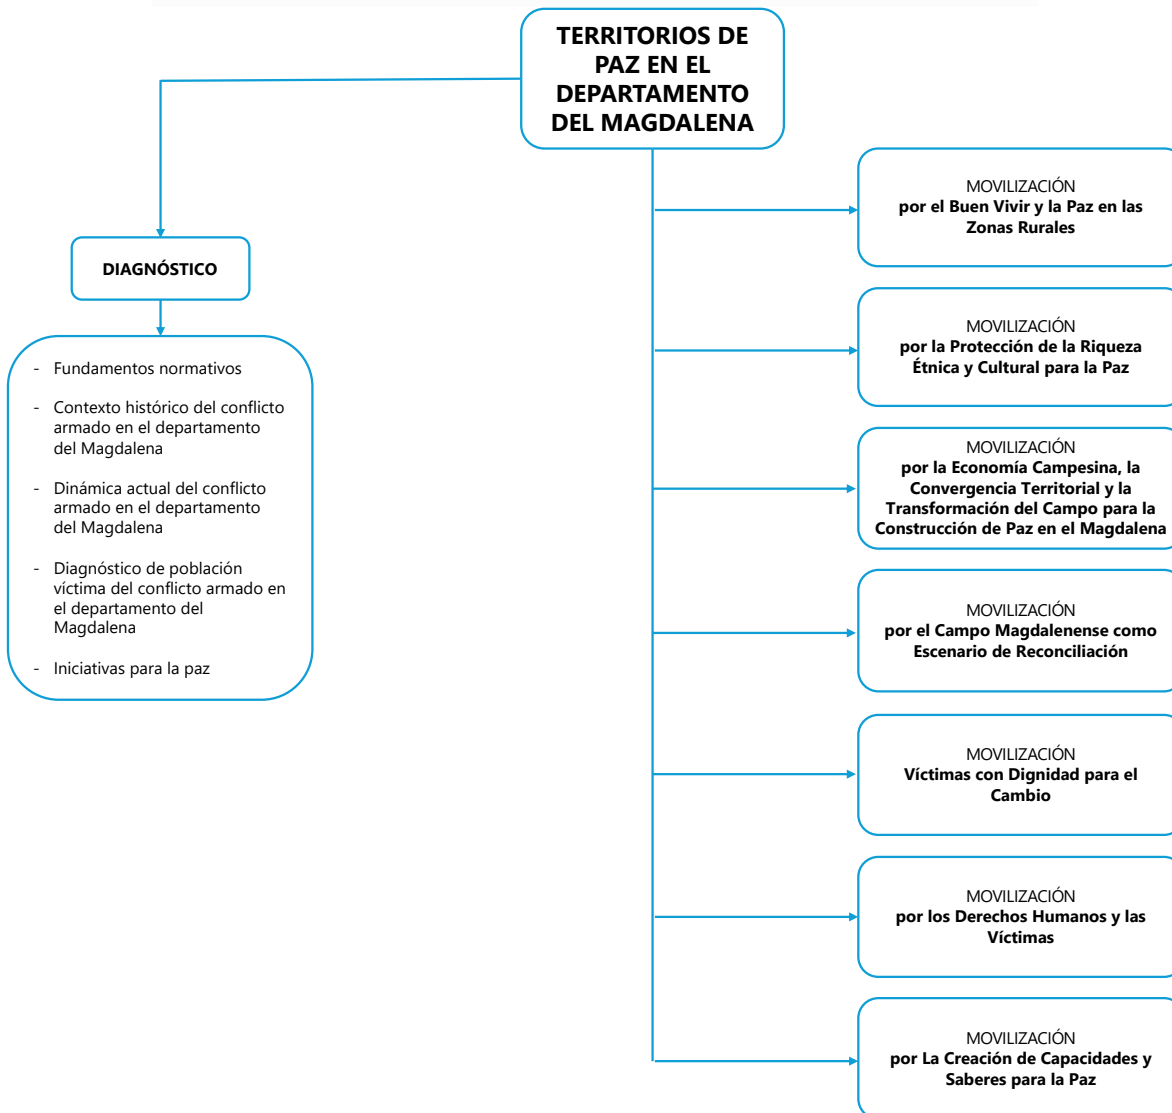 TERRITORIOS DE
PAZ EN EL
DEPARTAMENTO
DEL MAGDALENA
DIAGNÓSTICO
- Fundamentos normativos
- Contexto histórico del conflicto
armado en el departamento
del Magdalena
- Dinámica actual del conflicto
armado en el departamento
del Magdalena
- Diagnóstico de población
víctima del conflicto armado en
el departamento del
Magdalena
- Iniciativas para la paz
MOVILIZACIÓN
por el Buen Vivir y la Paz en las
Zonas Rurales
MOVILIZACIÓN
por la Protección de la Riqueza
Étnica y Cultural para la Paz
MOVILIZACIÓN
por la Economía Campesina, la
Convergencia Territorial y la
Transformación del Campo para la
Construcción de Paz en el Magdalena
MOVILIZACIÓN
por el Campo Magdalenense como
Escenario de Reconciliación
MOVILIZACIÓN
Víctimas con Dignidad para el
Cambio
MOVILIZACIÓN
por los Derechos Humanos y las
Víctimas
MOVILIZACIÓN
por La Creación de Capacidades y
Saberes para la Paz